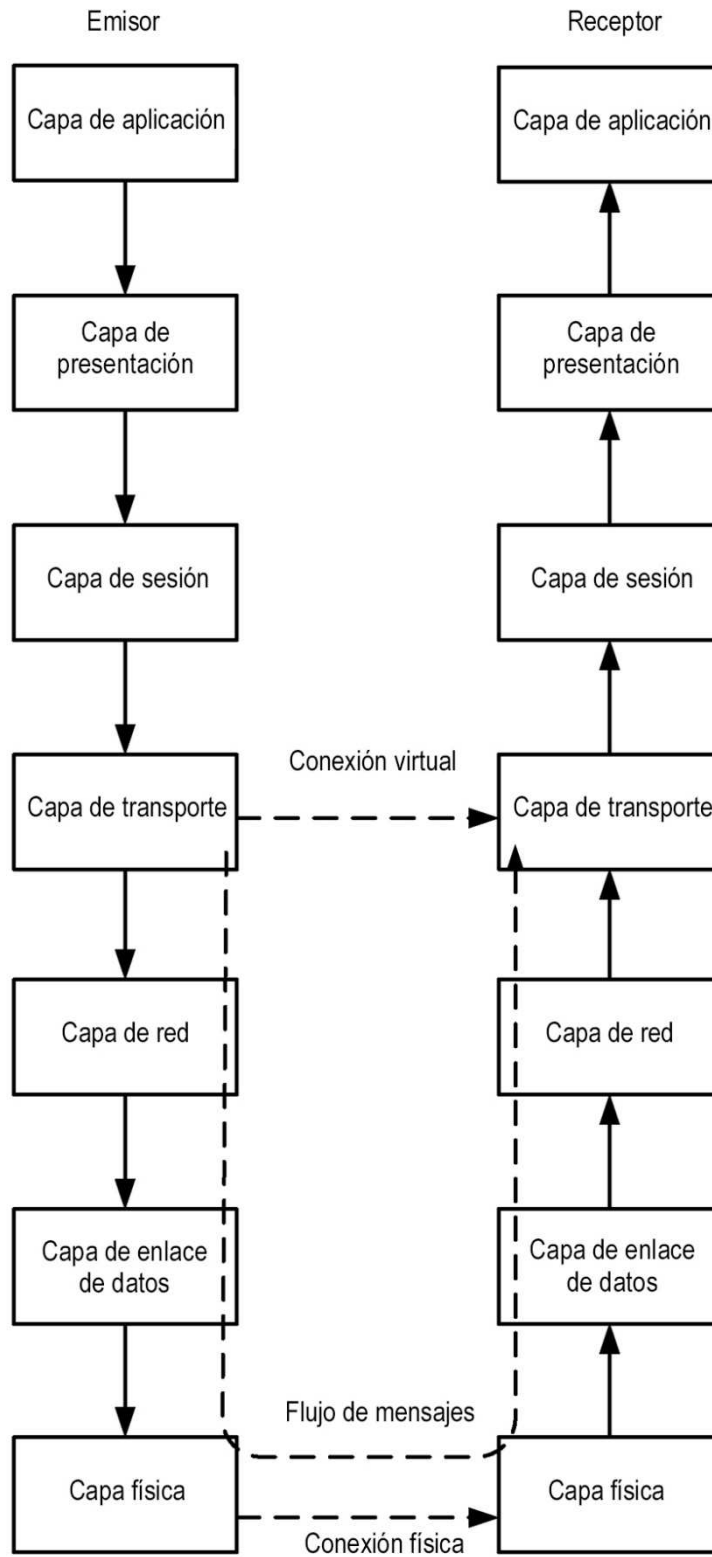 Emisor
Receptor
Capa de aplicación
Capa de aplicación
Capa de
presentación
Capa de
presentación
Capa de sesión
Capa de sesión
Conexión virtual
Capa de transporte
Capa de transporte
Capa de red
Capa de red
Capa de enlace
de datos
Capa de enlace
de datos
Flujo de mensajes
Capa física
Capa física
Conexión física